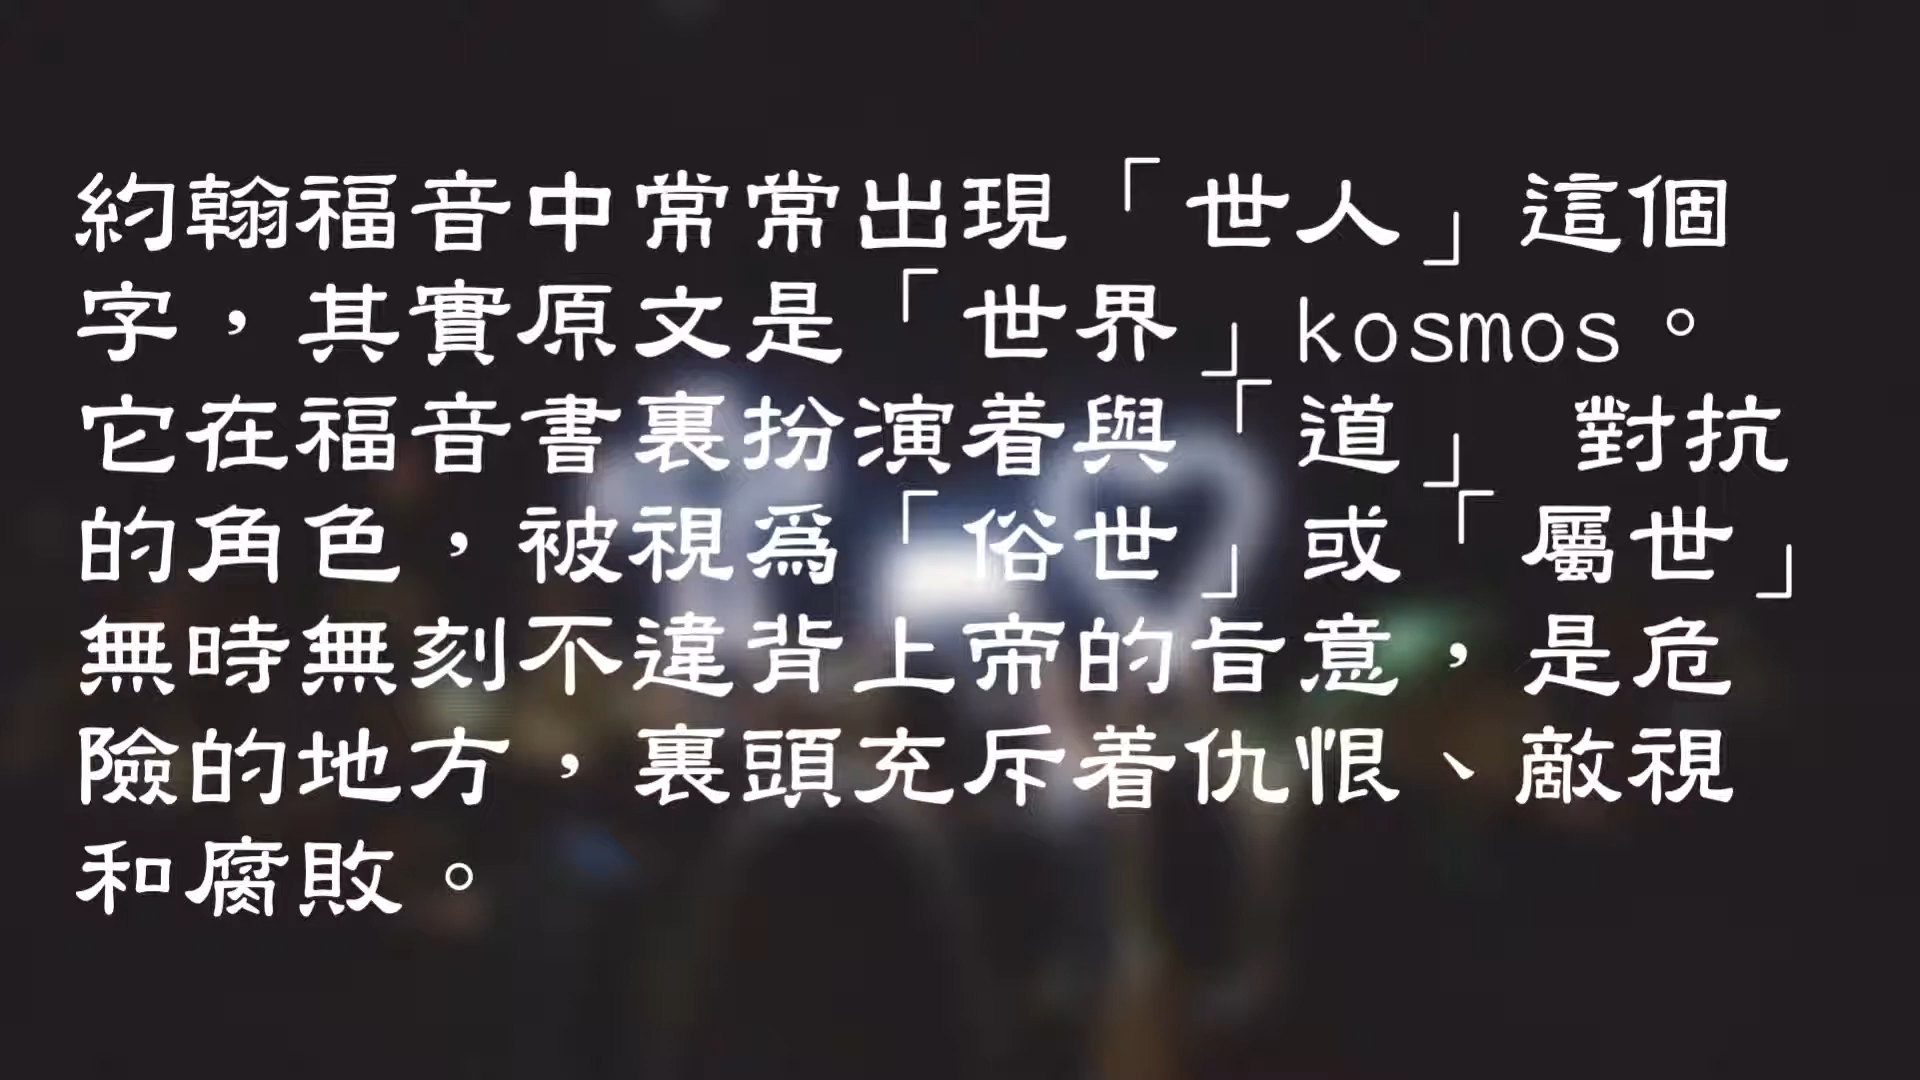 約翰福音中常常出現「世人」這個
字，其實原文是「世界」kosmos。
它在福音書裏扮演着與「道」 對抗
的角色，被視爲「俗世」或「屬世」
無時無刻不違背上帝的旨意，是危
險的地方，裏頭充斥着仇恨、敵視
和腐敗。